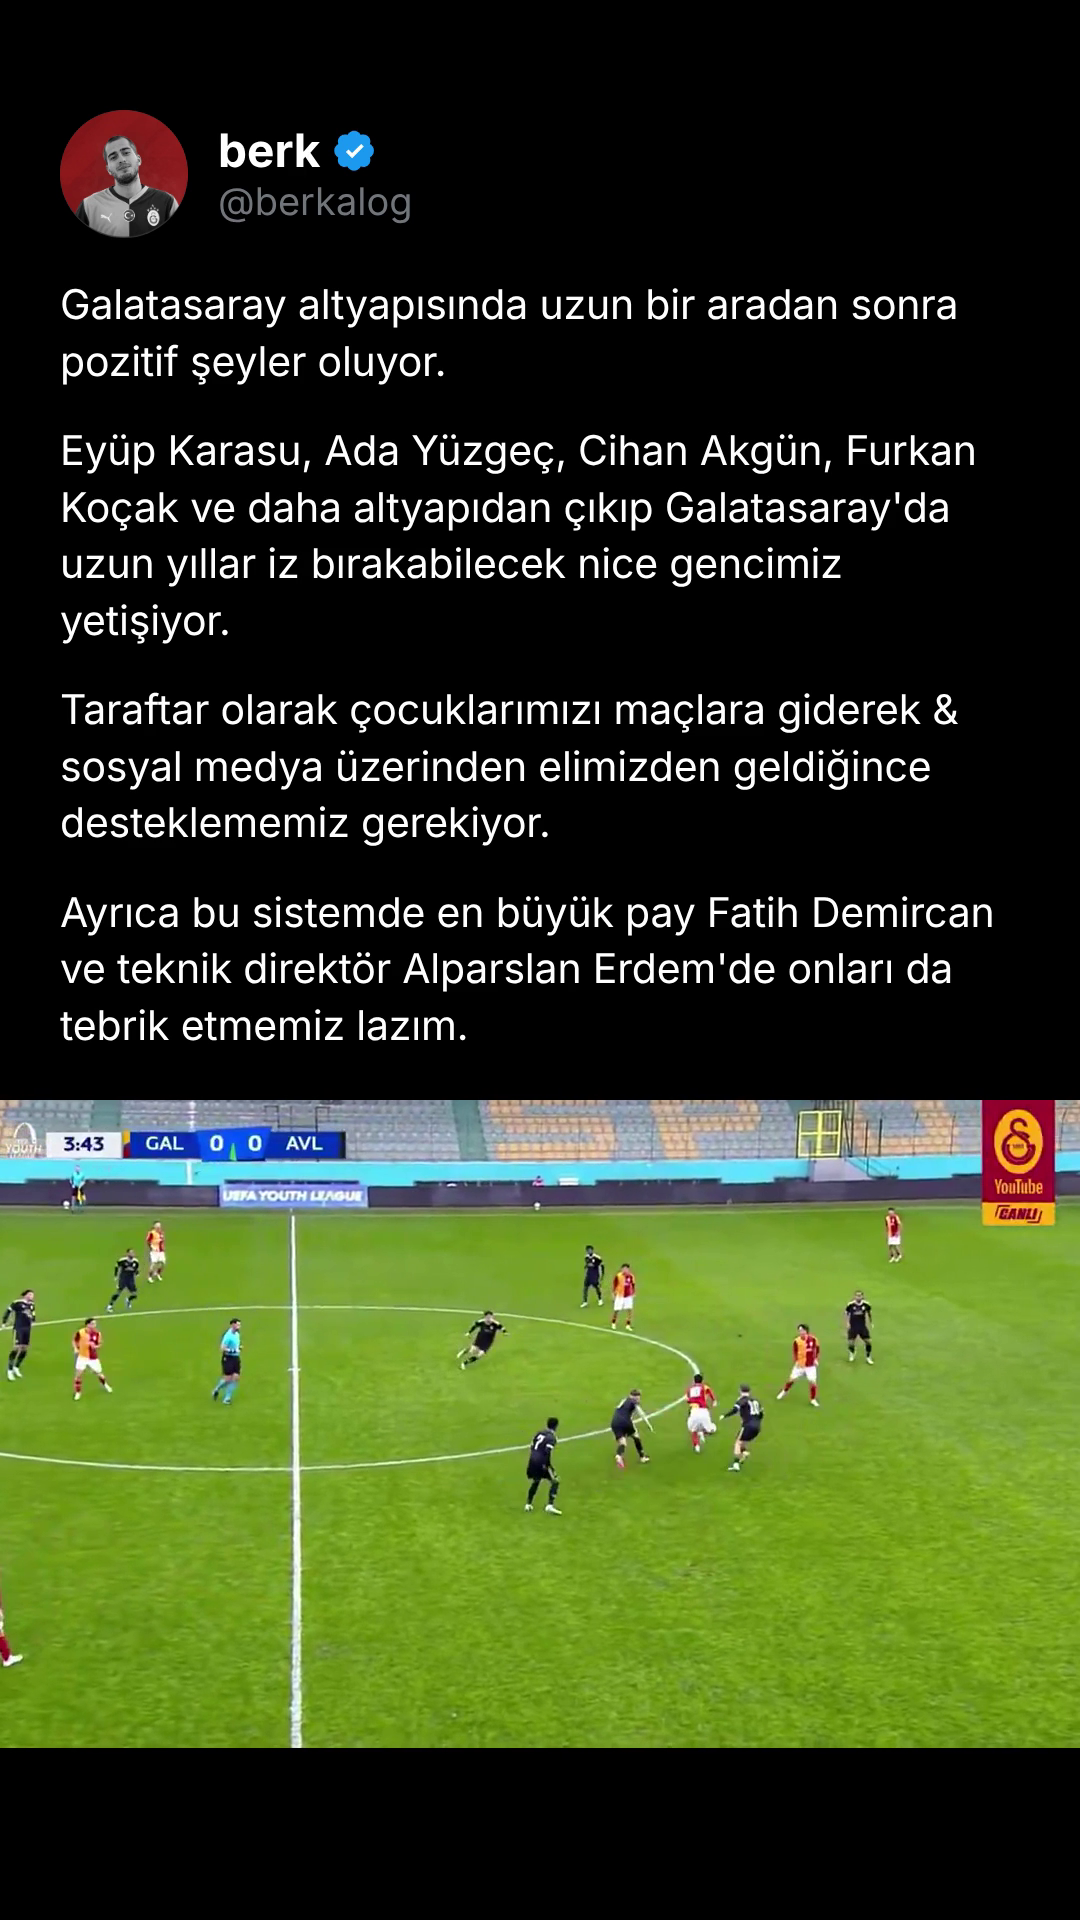 berk
@berkalog
Galatasaray altyapısında uzun bir aradan sonra
pozitif şeyler oluyor.
Eyüp Karasu, Ada Yüzgeç, Cihan Akgün, Furkan
Koçak ve daha altyapıdan çıkıp Galatasaray'da
uzun yıllar iz bırakabilecek nice gencimiz
yetişiyor.
Taraftar olarak çocuklarımızı maçlara giderek &
sosyal medya üzerinden elimizden geldiğince
desteklememiz gerekiyor.
Ayrıca bu sistemde en büyük pay Fatih Demircan
ve teknik direktör Alparslan Erdem'de onları da
tebrik etmemiz lazım.
YOUTH 3:43 GAL 0 0 AVL
UEFA YOUTH LEAGUE
YouTube
CANLI
7
10